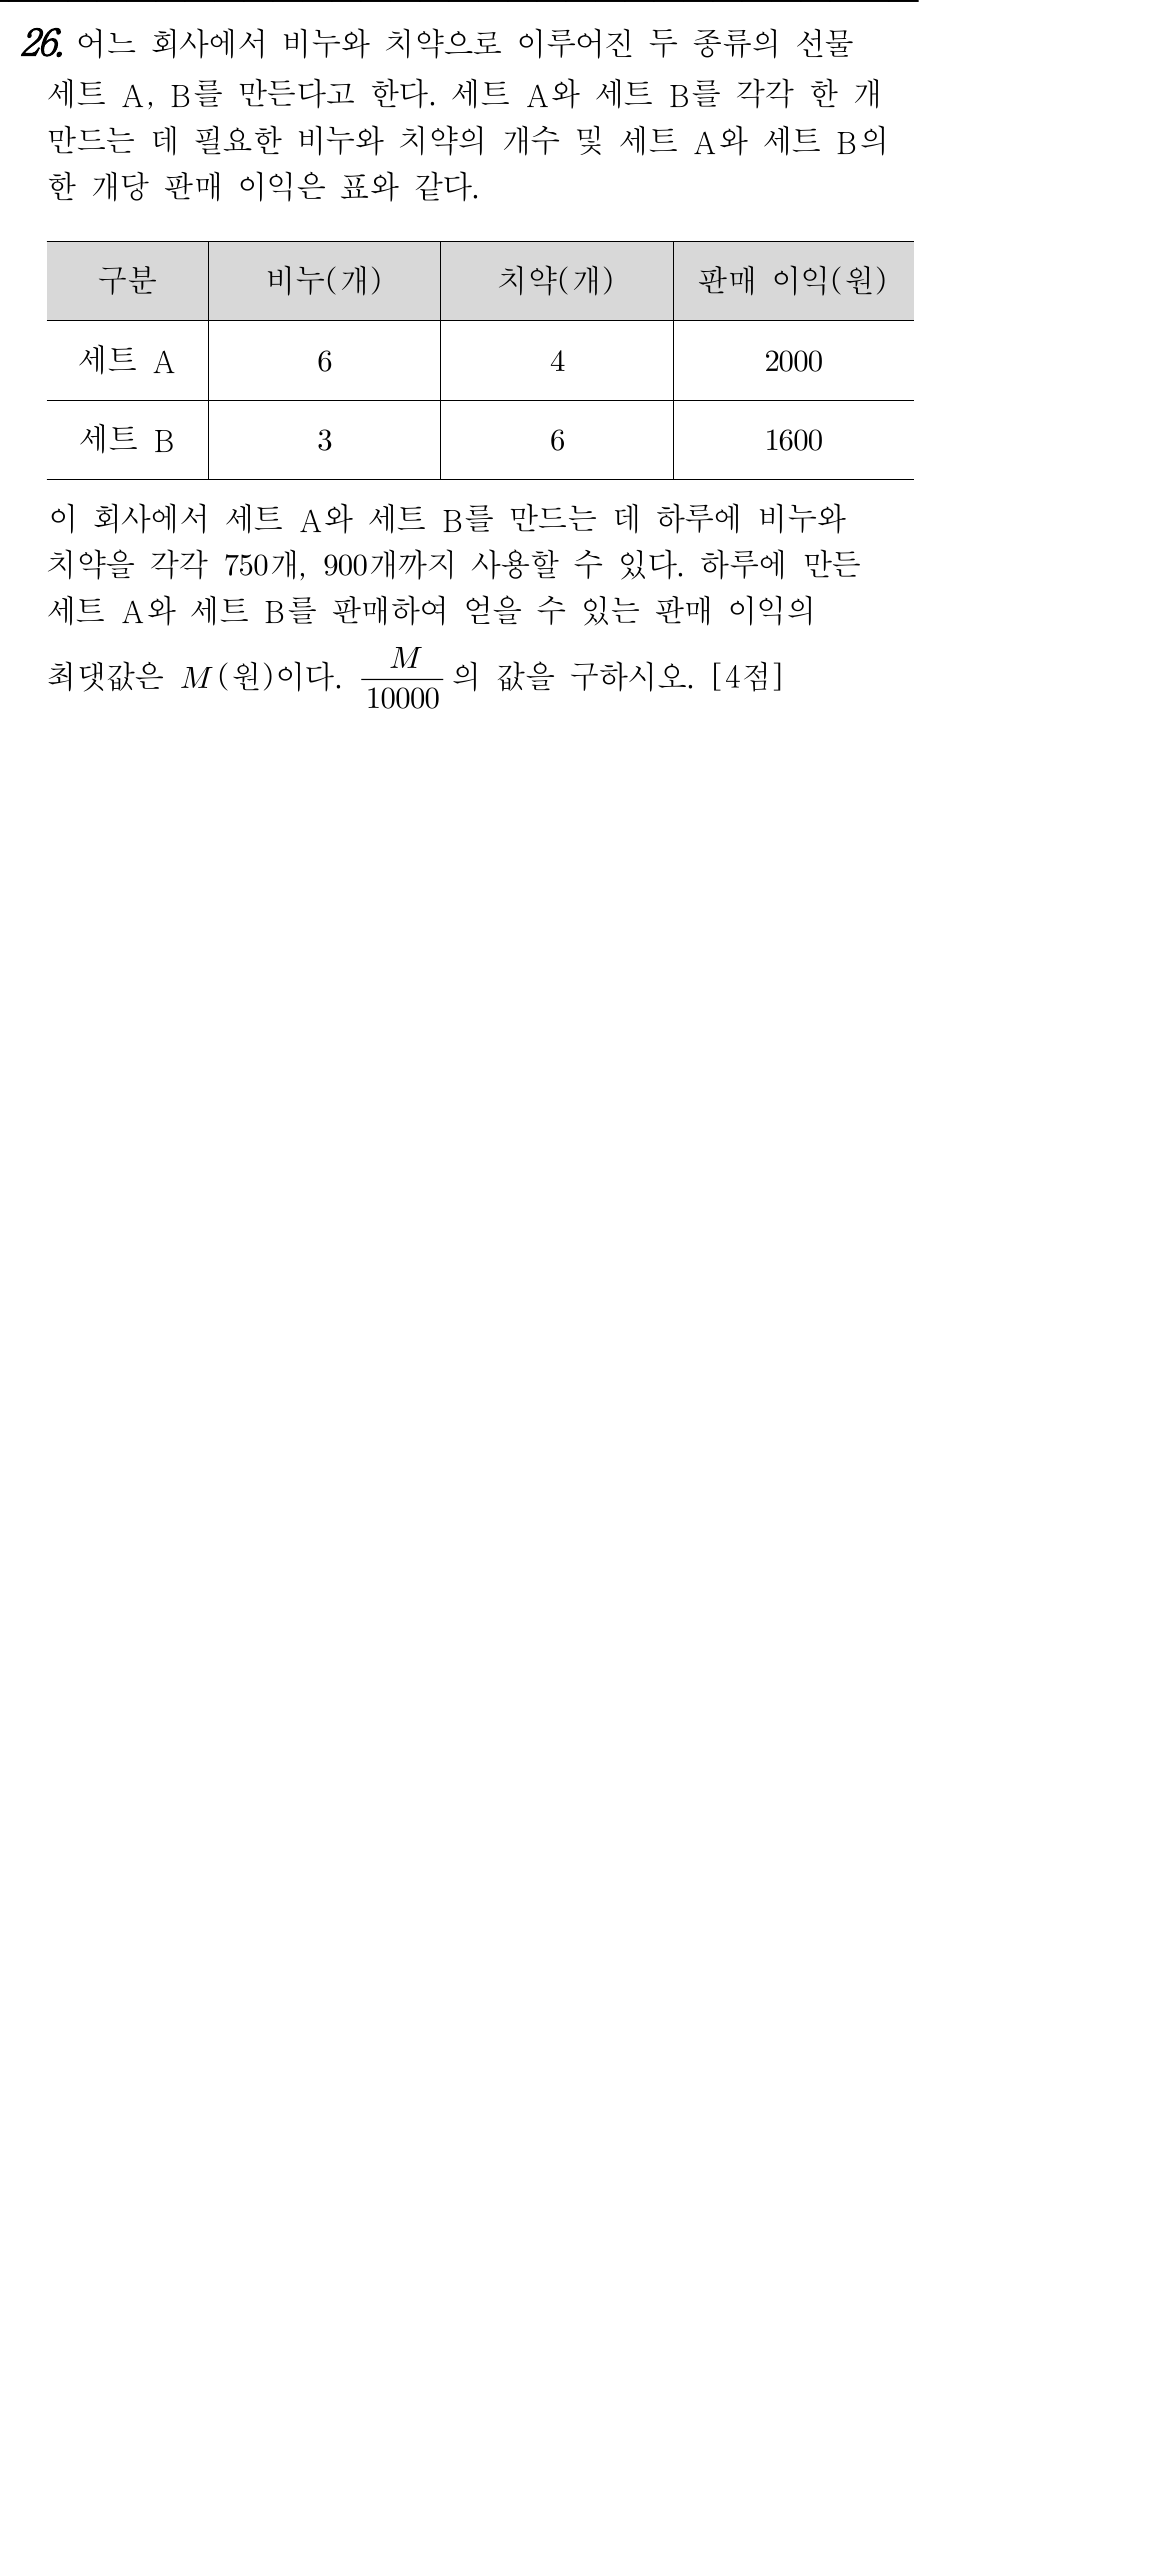 26. 어느 회사에서 비누와 치약으로 이루어진 두 종류의 선물
세트 A, B를 만든다고 한다. 세트 A와 세트 B를 각각 한 개
만드는 데 필요한 비누와 치약의 개수 및 세트 A와 세트 B의
한 개당 판매 이익은 표와 같다.
구분 비누(개) 치약(개) 판매 이익(원)
세트 A 6 4 2000
세트 B 3 6 1600
이 회사에서 세트 A와 세트 B를 만드는 데 하루에 비누와
치약을 각각 750개, 900개까지 사용할 수 있다. 하루에 만든
세트 A와 세트 B를 판매하여 얻을 수 있는 판매 이익의
최댓값은 M(원)이다. M/10000 의 값을 구하시오. [4점]